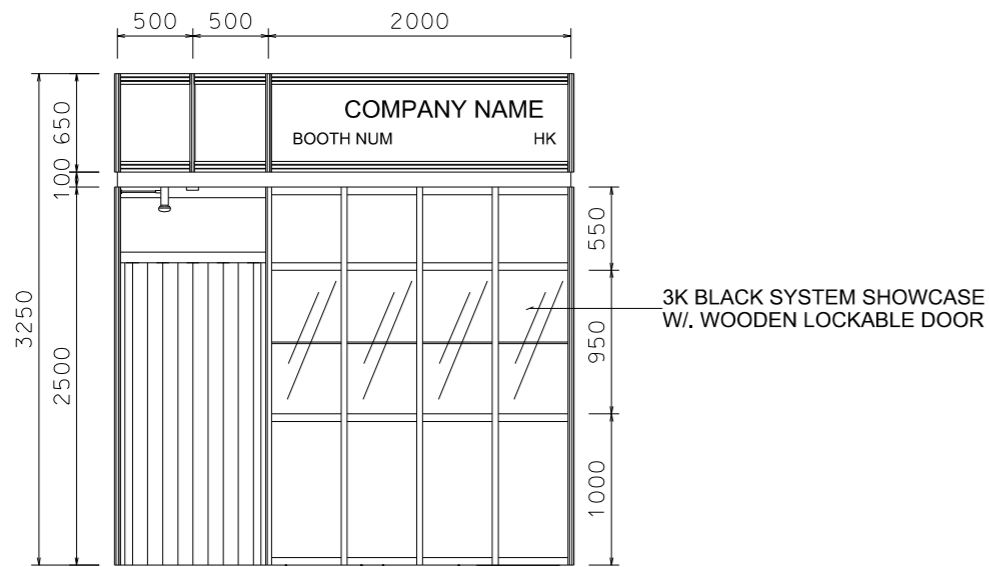 500 500 2000
COMPANY NAME
BOOTH NUM HK
650
100
3250
2500
550
950
1000
3K BLACK SYSTEM SHOWCASE
W/. WOODEN LOCKABLE DOOR